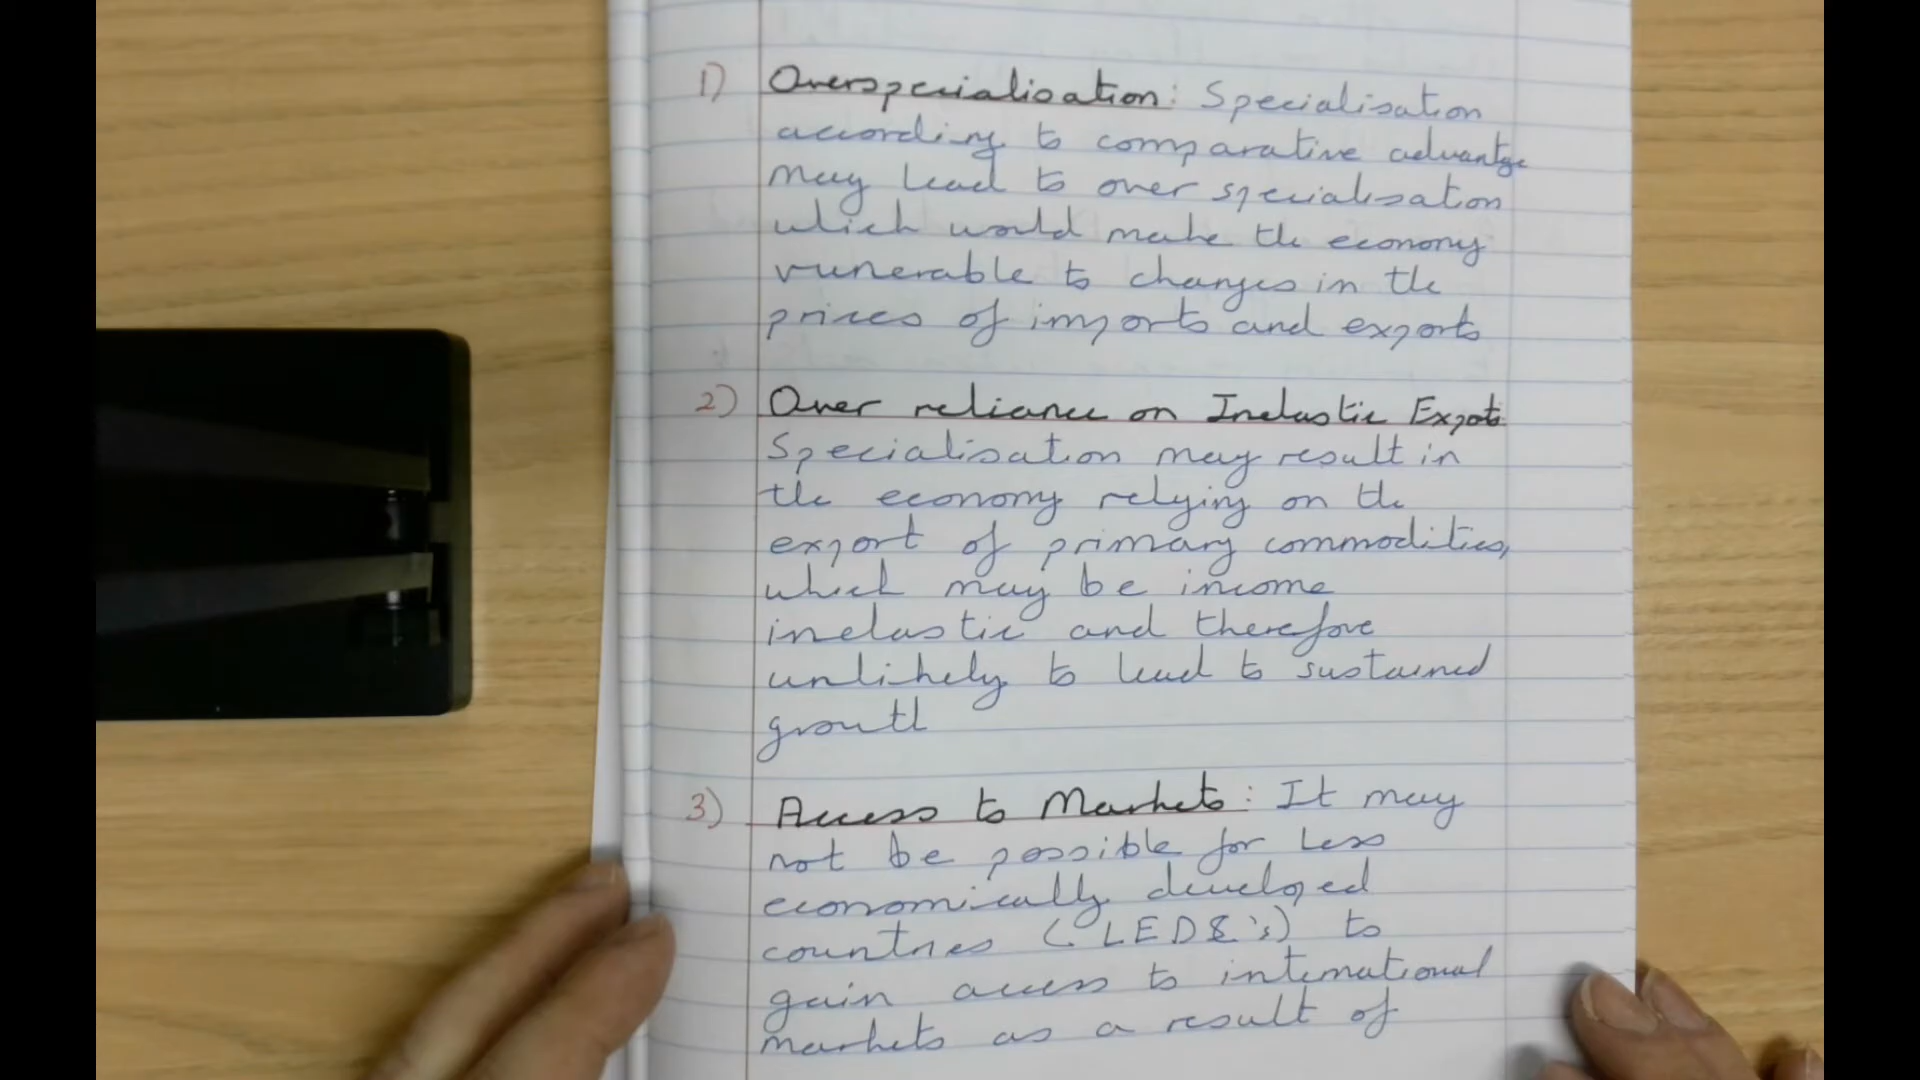 1) Overspecialisation: Specialisation
according to comparative advantge
may lead to over specialisation
which would make the economy
vunerable to changes in the
prices of imports and exports
2) Over reliance on Inelastic Exports
Specialisation may result in
the economy relying on the
export of primary commodities,
which may be income
inelastic and therefore
unlikely to lead to sustained
growth
3) Access to Markets: It may
not be possible for less
economically developed
countries (LEDC's) to
gain access to international
markets as a result of